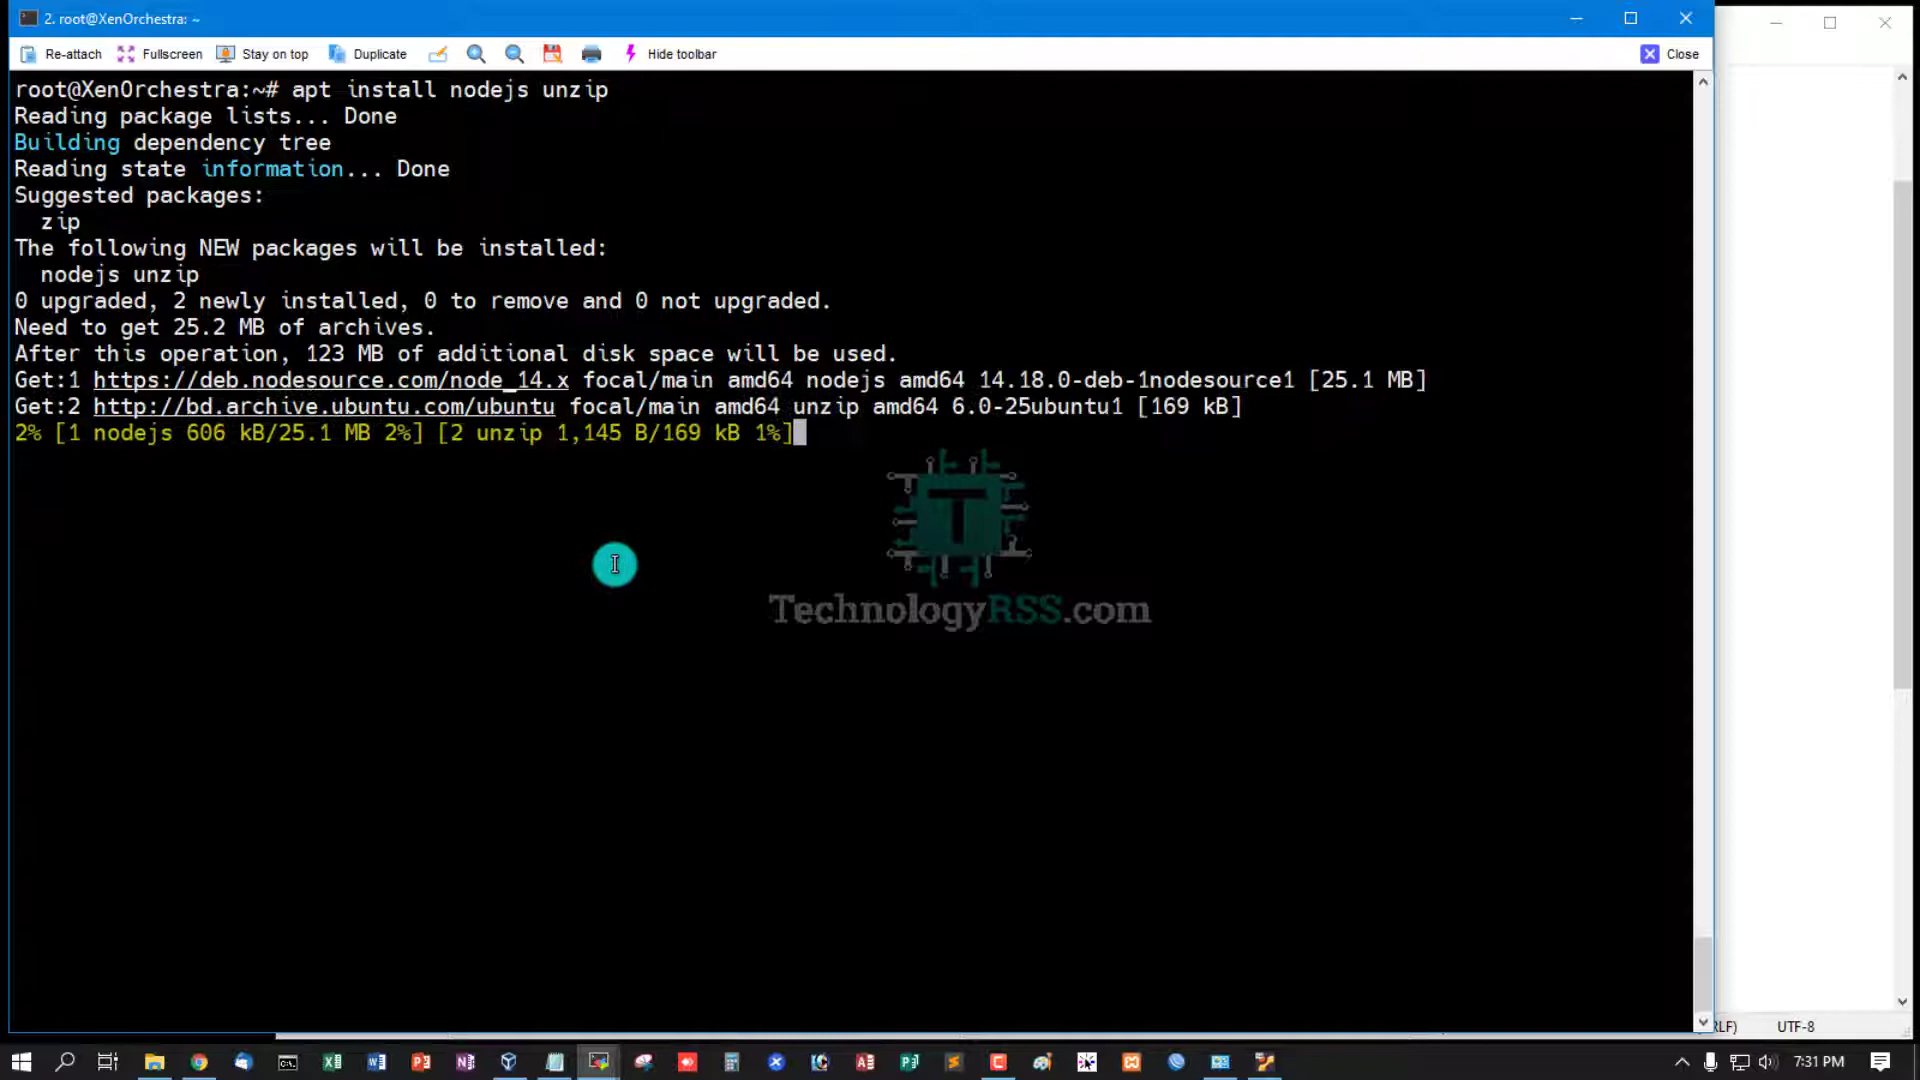 2. root@XenOrchestra: ~
Re-attach Fullscreen Stay on top Duplicate Hide toolbar Close
root@XenOrchestra:~# apt install nodejs unzip
Reading package lists... Done
Building dependency tree
Reading state information... Done
Suggested packages:
zip
The following NEW packages will be installed:
nodejs unzip
0 upgraded, 2 newly installed, 0 to remove and 0 not upgraded.
Need to get 25.2 MB of archives.
After this operation, 123 MB of additional disk space will be used.
Get:1 https://deb.nodesource.com/node_14.x focal/main amd64 nodejs amd64 14.18.0-deb-1nodesource1 [25.1 MB]
Get:2 http://bd.archive.ubuntu.com/ubuntu focal/main amd64 unzip amd64 6.0-25ubuntu1 [169 kB]
2% [1 nodejs 606 kB/25.1 MB 2%] [2 unzip 1,145 B/169 kB 1%]
T
TechnologyRSS.com
RLF) UTF-8
7:31 PM